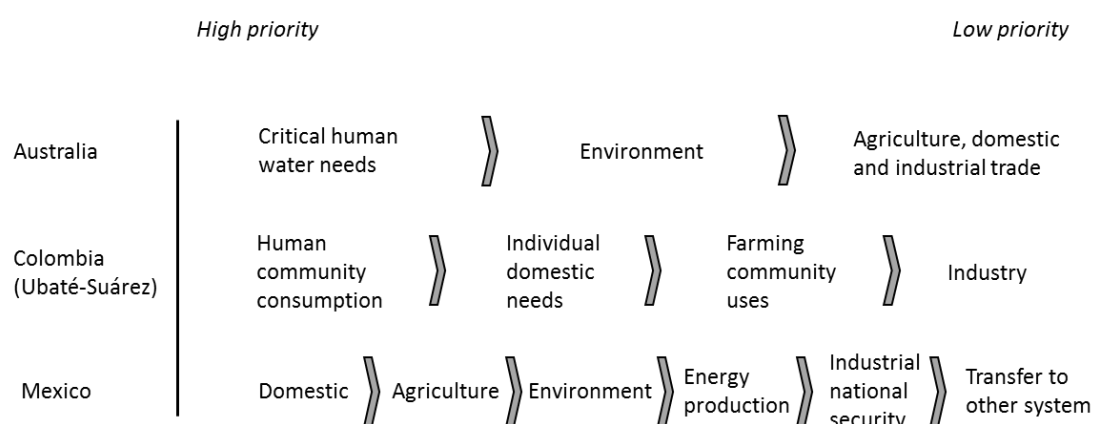 High priority
Low priority
Australia
Critical human
water needs
Environment
Agriculture, domestic
and industrial trade
Colombia
(Ubaté-Suárez)
Human
community
consumption
Individual
domestic
needs
Farming
community
uses
Industry
Mexico
Domestic
Agriculture
Environment
Energy
production
Industrial
national
security
Transfer to
other system